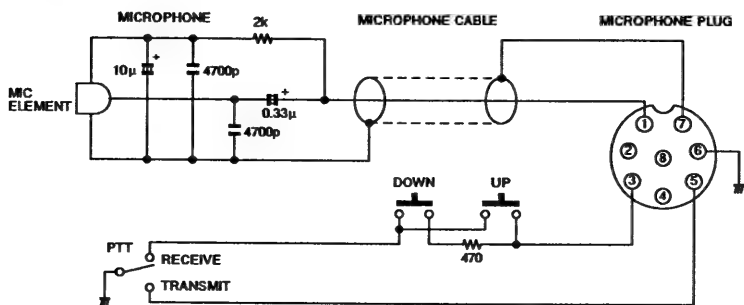 MICROPHONE
MICROPHONE CABLE
MICROPHONE PLUG
2k
10μ
+
4700p
+
MIC
ELEMENT
0.33μ
4700p
1
7
2
8
6
3
5
4
DOWN
UP
470
PTT
RECEIVE
TRANSMIT